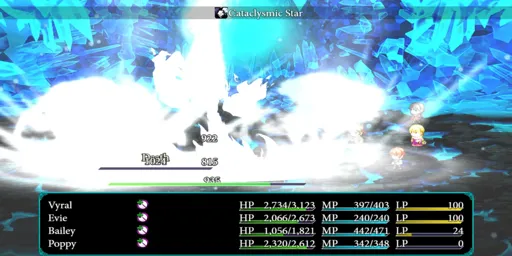 Cataclysmic Star
922
815
Vyral HP 2,734/3,123 MP 397/403 LP 100
Evie HP 2,066/2,673 MP 240/240 LP 100
Bailey HP 1,056/1,821 MP 442/471 LP 24
Poppy HP 2,320/2,612 MP 342/348 LP 0